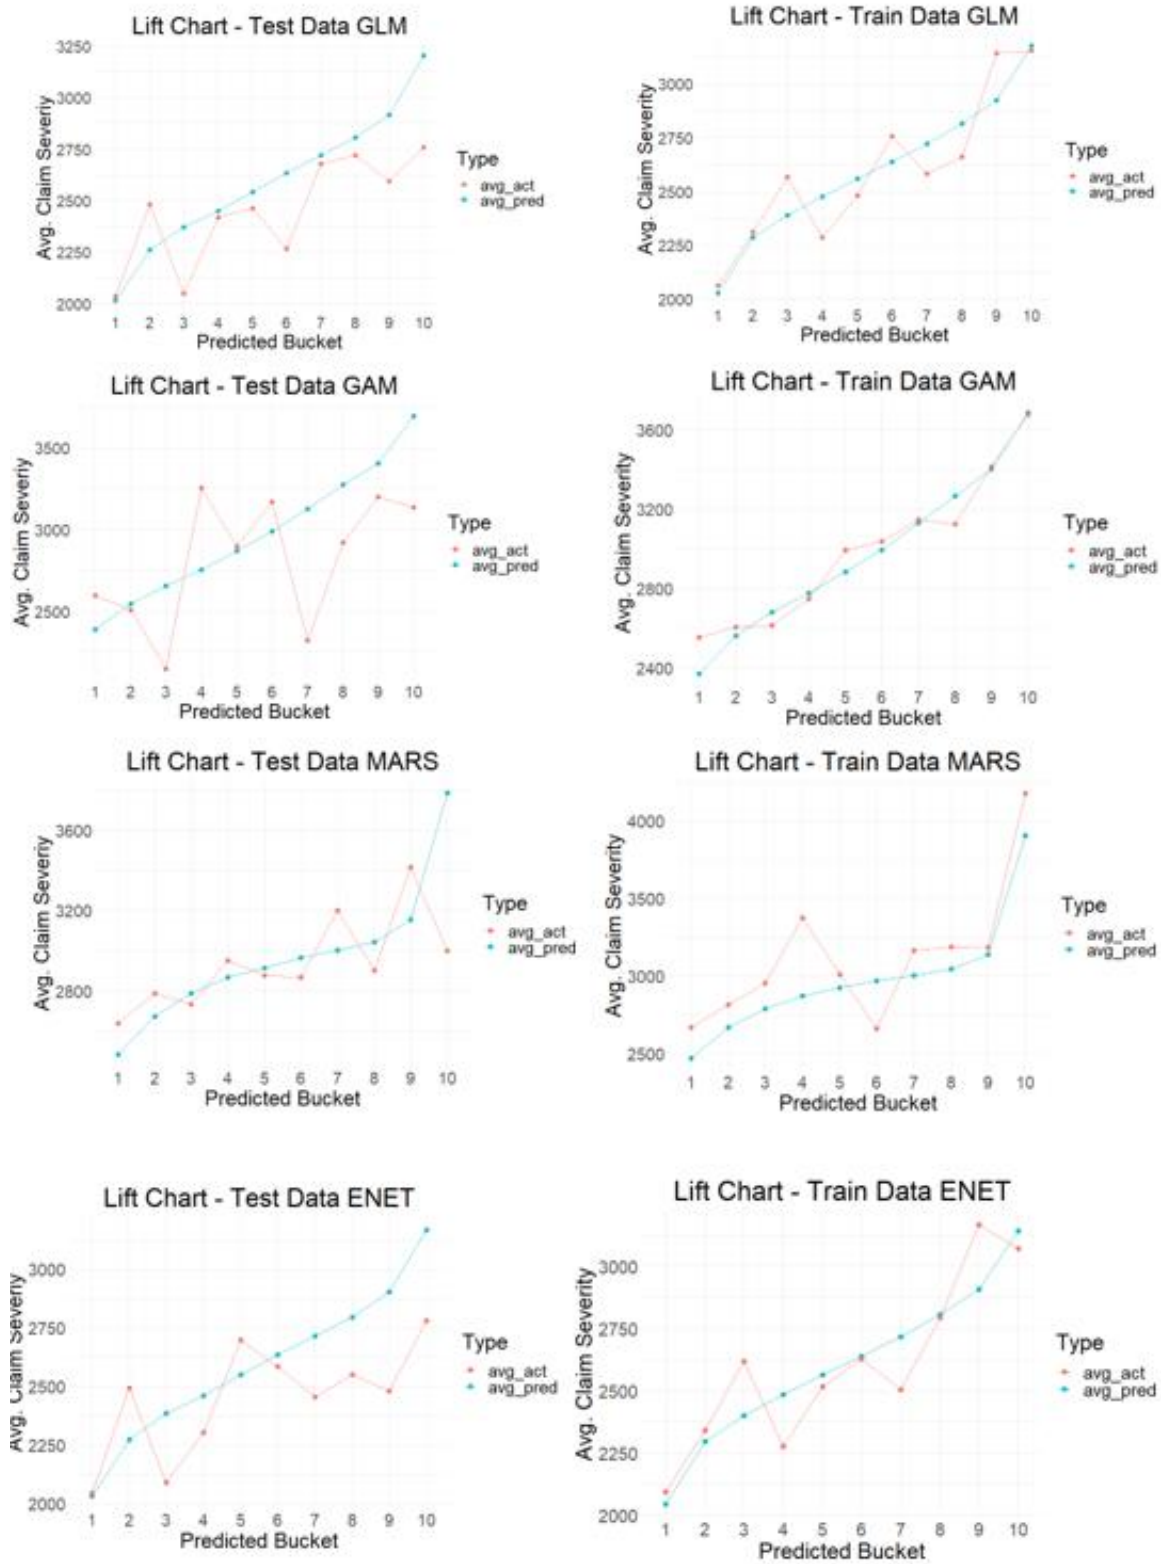 Lift Chart - Test Data GLM
3250
3000
2750
2500
2250
2000
Avg. Claim Severiy
1 2 3 4 5 6 7 8 9 10
Predicted Bucket
Type
avg_act
avg_pred
Lift Chart - Train Data GLM
3000
2750
2500
2250
2000
Avg. Claim Severity
1 2 3 4 5 6 7 8 9 10
Predicted Bucket
Type
avg_act
avg_pred
Lift Chart - Test Data GAM
3500
3000
2500
Avg. Claim Severiy
1 2 3 4 5 6 7 8 9 10
Predicted Bucket
Type
avg_act
avg_pred
Lift Chart - Train Data GAM
3600
3200
2800
2400
Avg. Claim Severity
1 2 3 4 5 6 7 8 9 10
Predicted Bucket
Type
avg_act
avg_pred
Lift Chart - Test Data MARS
3600
3200
2800
Avg. Claim Severiy
1 2 3 4 5 6 7 8 9 10
Predicted Bucket
Type
avg_act
avg_pred
Lift Chart - Train Data MARS
4000
3500
3000
2500
Avg. Claim Severity
1 2 3 4 5 6 7 8 9 10
Predicted Bucket
Type
avg_act
avg_pred
Lift Chart - Test Data ENET
3000
2750
2500
2250
2000
Avg. Claim Severiy
1 2 3 4 5 6 7 8 9 10
Predicted Bucket
Type
avg_act
avg_pred
Lift Chart - Train Data ENET
3000
2750
2500
2250
2000
Avg. Claim Severity
1 2 3 4 5 6 7 8 9 10
Predicted Bucket
Type
avg_act
avg_pred